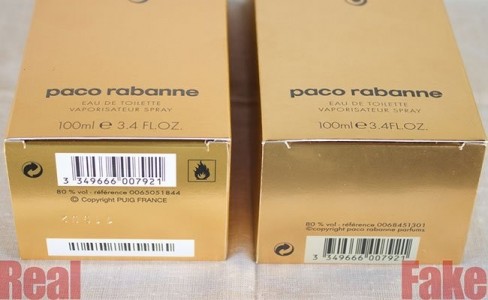 paco rabanne
EAU DE TOILETTE
VAPORISATEUR SPRAY
100ml e 3.4 FL.OZ.
3 349666 007921
80 % vol - référence 0065051844
© Copyright PUIG FRANCE
Real
paco rabanne
EAU DE TOILETTE
VAPORISATEUR SPRAY
100ml e 3.4 FL.OZ.
80 % vol - référence 0068451301
©copyright paco rabanne parfums
3 349666 007921
Fake